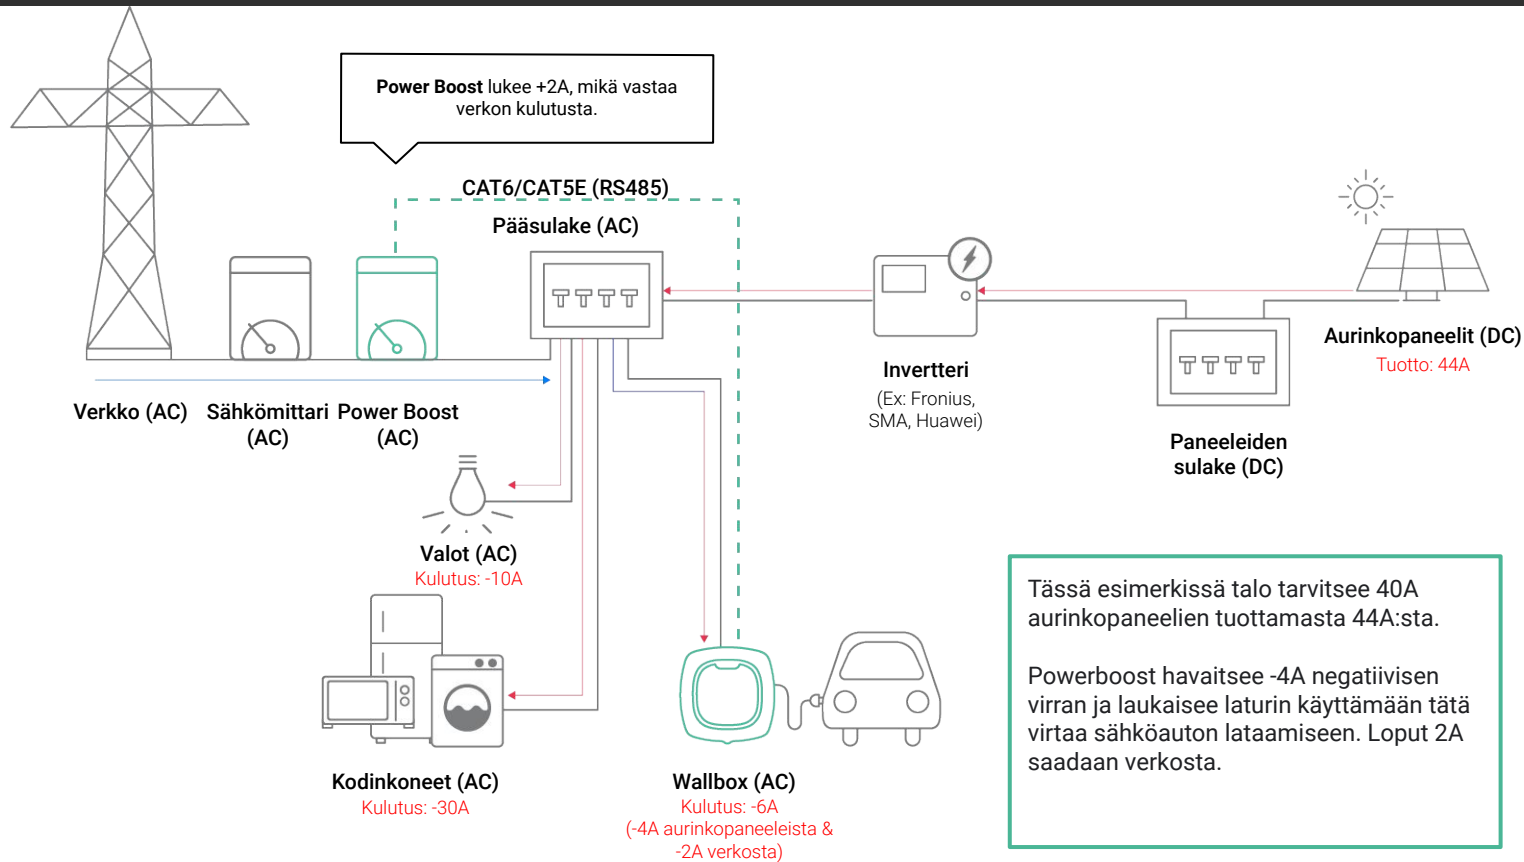 Power Boost lukee +2A, mikä vastaa
verkon kulutusta.
CAT6/CAT5E (RS485)
Pääsulake (AC)
Verkko (AC)
Sähkömittari
(AC)
Power Boost
(AC)
Invertteri
(Ex: Fronius,
SMA, Huawei)
Aurinkopaneelit (DC)
Tuotto: 44A
Paneeleiden
sulake (DC)
Valot (AC)
Kulutus: -10A
Kodinkoneet (AC)
Kulutus: -30A
Wallbox (AC)
Kulutus: -6A
(-4A aurinkopaneeleista &
-2A verkosta)
Tässä esimerkissä talo tarvitsee 40A
aurinkopaneelien tuottamasta 44A:sta.
Powerboost havaitsee -4A negatiivisen
virran ja laukaisee laturin käyttämään tätä
virtaa sähköauton lataamiseen. Loput 2A
saadaan verkosta.